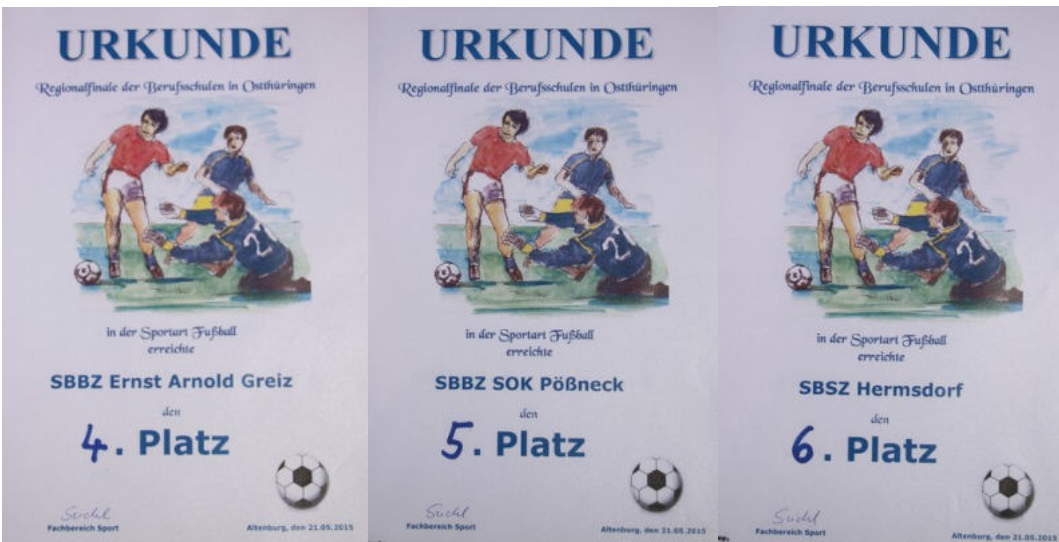 URKUNDE
Regionalfinale der Berufsschulen in Ostthüringen
2
in der Sportart Fußball
erreichte
SBBZ Ernst Arnold Greiz
den
4. Platz
Fachbereich Sport
Altenburg, den 21.05.2015
URKUNDE
Regionalfinale der Berufsschulen in Ostthüringen
2
in der Sportart Fußball
erreichte
SBBZ SOK Pößneck
den
5. Platz
Fachbereich Sport
Altenburg, den 21.05.2015
URKUNDE
Regionalfinale der Berufsschulen in Ostthüringen
2
in der Sportart Fußball
erreichte
SBSZ Hermsdorf
den
6. Platz
Fachbereich Sport
Altenburg, den 21.05.2015